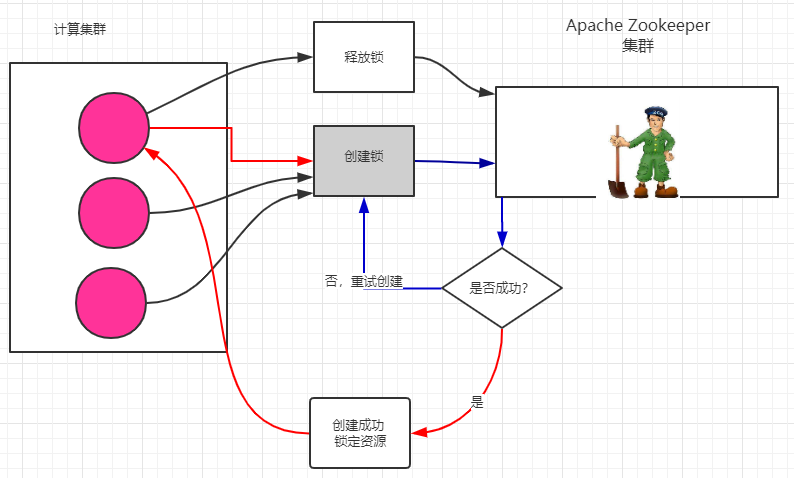 计算集群
Apache Zookeeper
集群
释放锁
创建锁
否，重试创建
是否成功?
是
创建成功
锁定资源